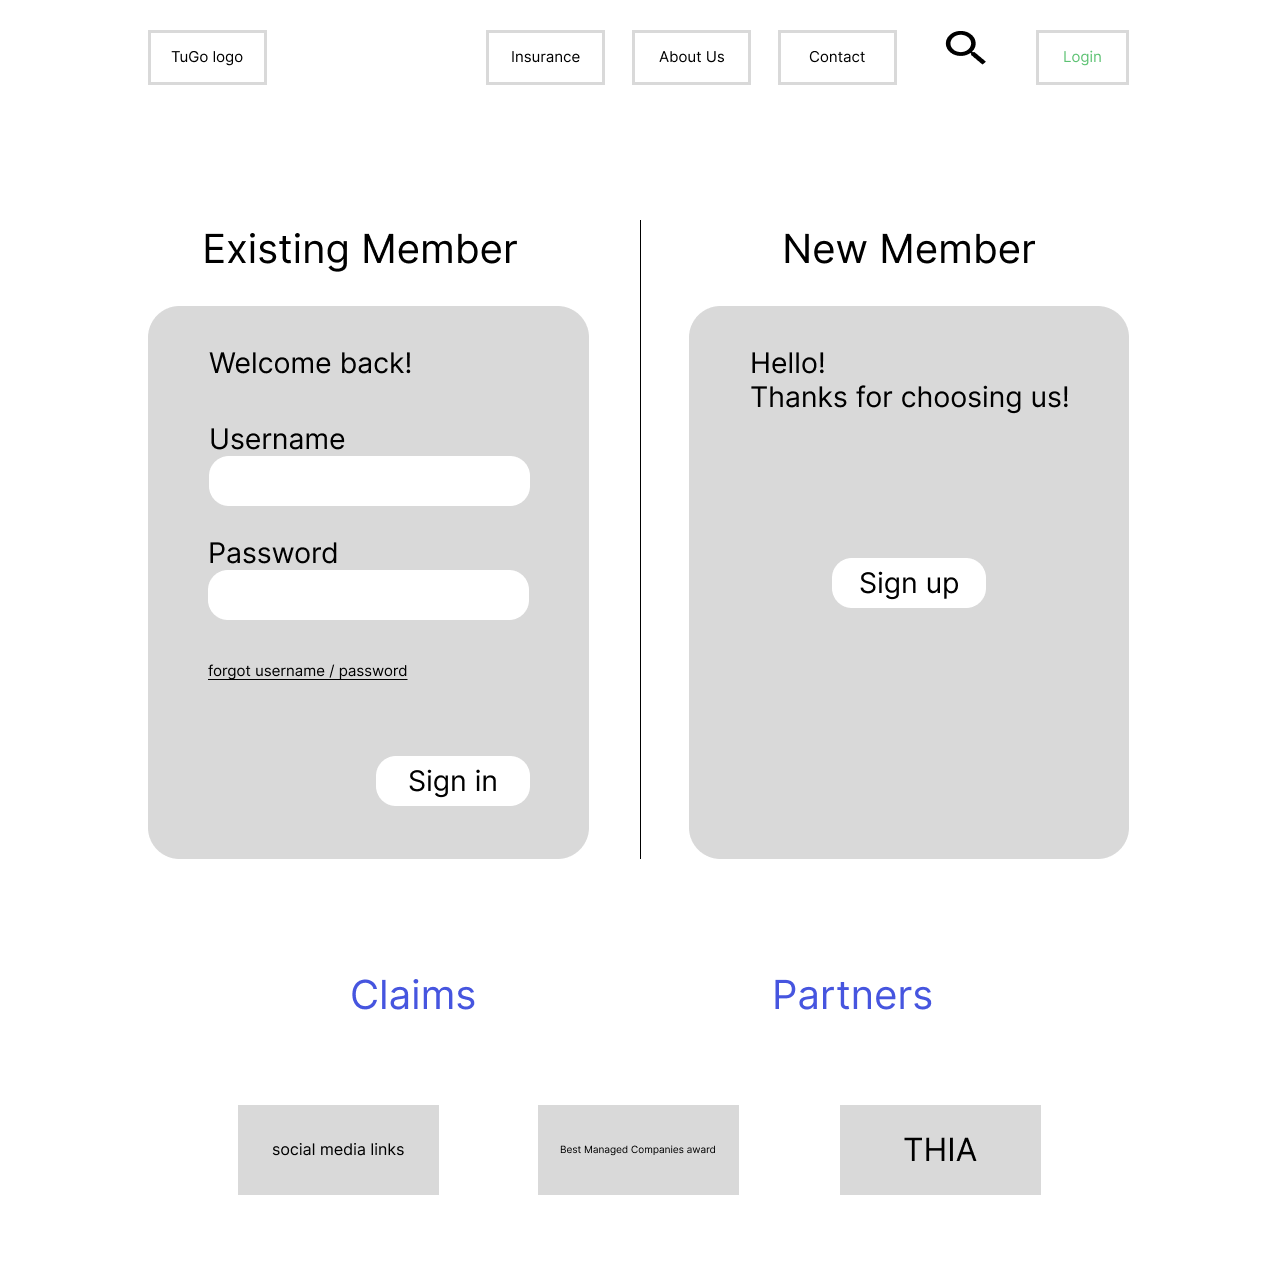 TuGo logo
Insurance
About Us
Contact
Login
Existing Member
Welcome back!
Username
Password
forgot username / password
Sign in
New Member
Hello!
Thanks for choosing us!
Sign up
Claims
Partners
social media links
Best Managed Companies award
THIA